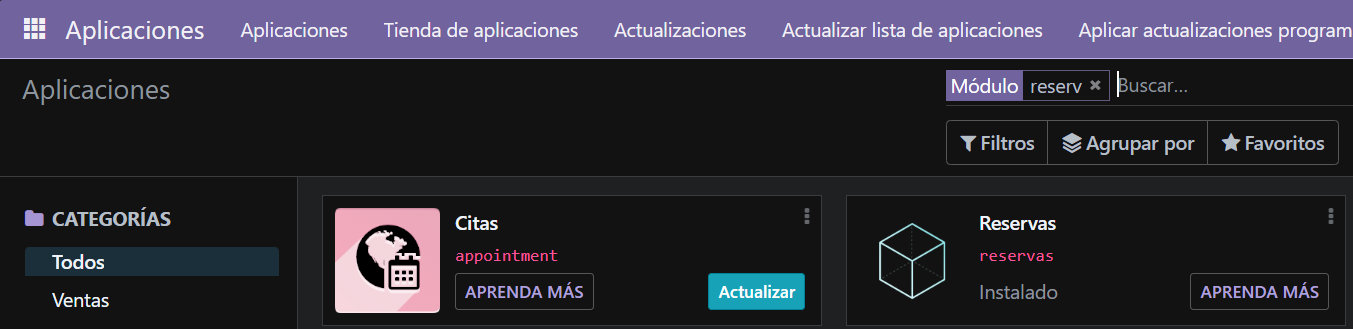 Aplicaciones Aplicaciones Tienda de aplicaciones Actualizaciones Actualizar lista de aplicaciones Aplicar actualizaciones program
Aplicaciones
Módulo reserv × Buscar...
Filtros Agrupar por Favoritos
CATEGORÍAS
Todos
Ventas
Citas
appointment
APRENDA MÁS Actualizar
Reservas
reservas
Instalado APRENDA MÁS